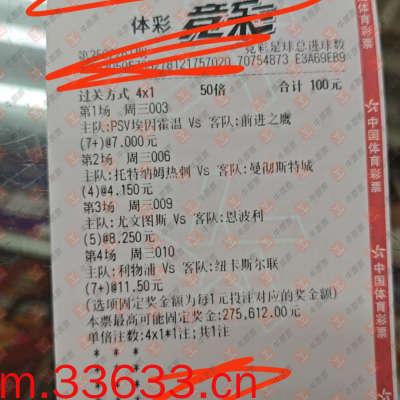 体彩 竞彩
竞彩足球总进球数
70754873 E3A69EB9
过关方式 4x1 50倍 合计 100元
第1场 周三003
主队:PSV埃因霍温 Vs 客队:前进之鹰
(7+)@7.000元
第2场 周三006
主队:托特纳姆热刺 Vs 客队:曼彻斯特城
(4)@4.150元
第3场 周三009
主队:尤文图斯 Vs 客队:恩波利
(5)@8.250元
第4场 周三010
主队:利物浦 Vs 客队:纽卡斯尔联
(7+)@11.50元
(选项固定奖金额为每1元投注对应的奖金额)
本票最高可能固定奖金:275,612.00元
单倍注数:4x1*1注;共1注
* * *
* * *
m.33633.cn
中国体育彩票
中国体育彩票